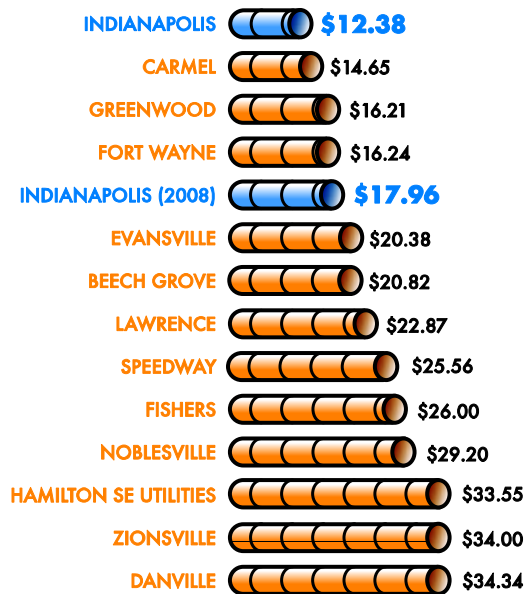 INDIANAPOLIS $12.38
CARMEL $14.65
GREENWOOD $16.21
FORT WAYNE $16.24
INDIANAPOLIS (2008) $17.96
EVANSVILLE $20.38
BEECH GROVE $20.82
LAWRENCE $22.87
SPEEDWAY $25.56
FISHERS $26.00
NOBLESVILLE $29.20
HAMILTON SE UTILITIES $33.55
ZIONSVILLE $34.00
DANVILLE $34.34